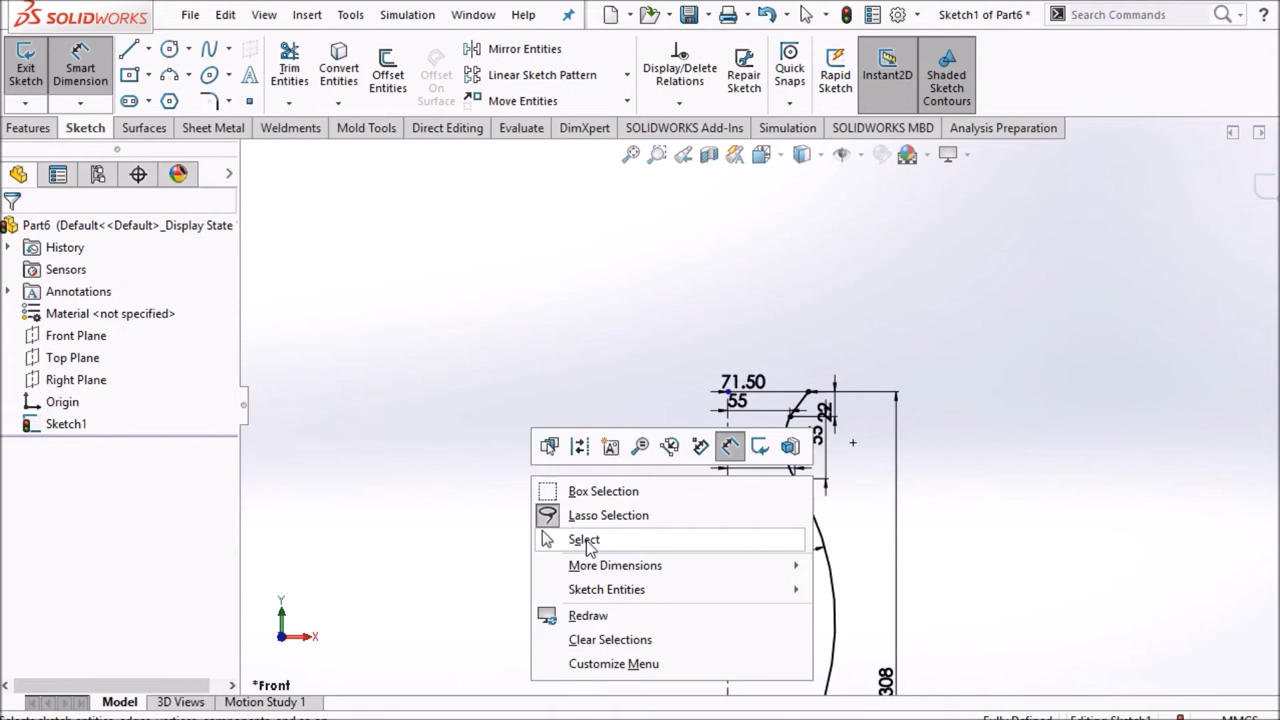 SOLIDWORKS File Edit View Insert Tools Simulation Window Help Sketch1 of Part6 * Search Commands ?
Exit Sketch Smart Dimension Trim Entities Convert Entities Offset Entities Offset On Surface Mirror Entities Linear Sketch Pattern Move Entities Display/Delete Relations Repair Sketch Quick Snaps Rapid Sketch Instant2D Shaded Sketch Contours
Features Sketch Surfaces Sheet Metal Weldments Mold Tools Direct Editing Evaluate DimXpert SOLIDWORKS Add-Ins Simulation SOLIDWORKS MBD Analysis Preparation
Part6 (Default<<Default>_Display State
History
Sensors
Annotations
Material <not specified>
Front Plane
Top Plane
Right Plane
Origin
Sketch1
71.50
55
22
308
Box Selection
Lasso Selection
Select
More Dimensions
Sketch Entities
Redraw
Clear Selections
Customize Menu
Y
X
*Front
Model 3D Views Motion Study 1